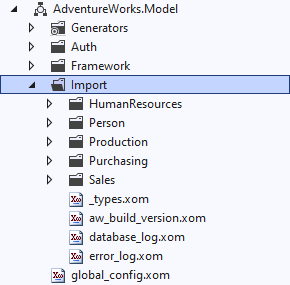 AdventureWorks.Model
Generators
Auth
Framework
Import
HumanResources
Person
Production
Purchasing
Sales
_types.xom
aw_build_version.xom
database_log.xom
error_log.xom
global_config.xom